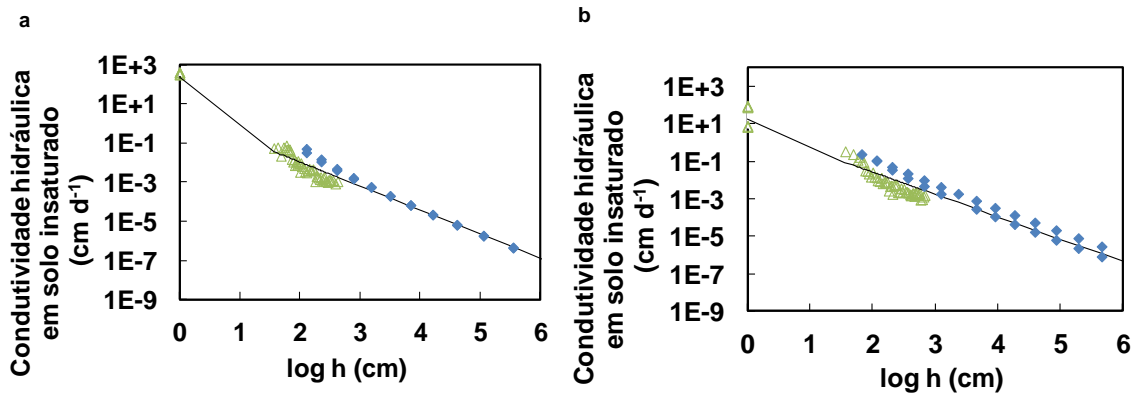 a
Condutividade hidráulica
em solo insaturado
(cm d-1)
1E+3
1E+1
1E-1
1E-3
1E-5
1E-7
1E-9
0 1 2 3 4 5 6
log h (cm)
b
Condutividade hidráulica
em solo insaturado
(cm d-1)
1E+3
1E+1
1E-1
1E-3
1E-5
1E-7
1E-9
0 1 2 3 4 5 6
log h (cm)